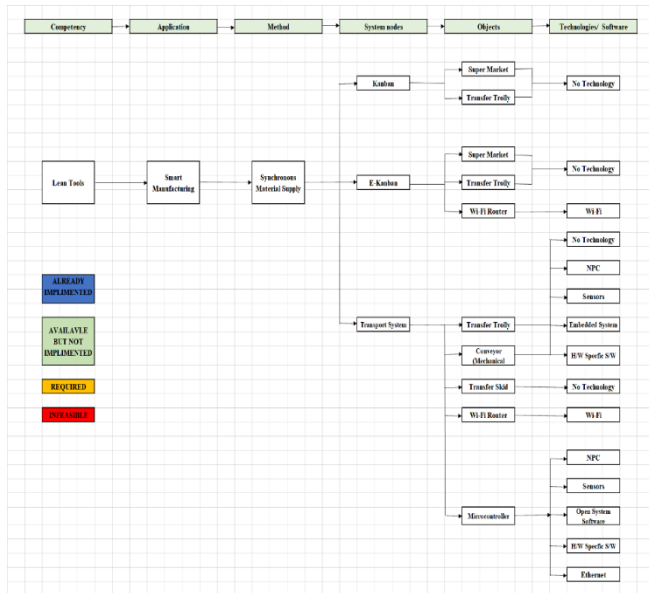 Competency
Application
Method
System nodes
Objects
Technologies/ Software
Kanban
Super Market
Transfer Trolly
No Technology
Lean Tools
Smart
Manufacturing
Synchronous
Material Supply
E-Kanban
Super Market
Transfer Trolly
Wi-Fi Router
No Technology
Wi-Fi
ALREADY
IMPLIMENTED
AVAILAVLE
BUT NOT
IMPLIMENTED
REQUIRED
INFEASIBLE
Transport System
Transfer Trolly
Conveyor
(Mechanical
Transfer Skid
Wi-Fi Router
Microcontroller
No Technology
NPC
Sensors
Embedded System
H/W Specfic S/W
No Technology
Wi-Fi
NPC
Sensors
Open System
Software
H/W Specfic S/W
Ethernet